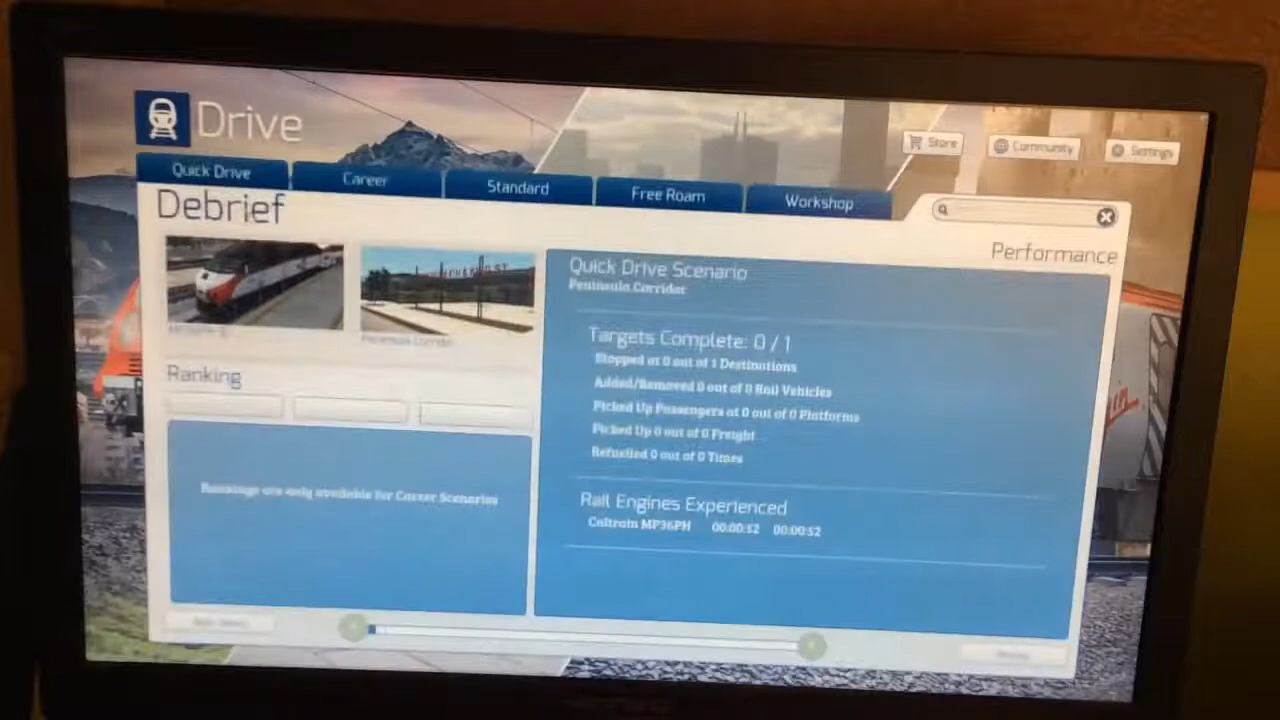 Drive
Store
Community
Settings
Quick Drive
Career
Standard
Free Roam
Workshop
Debrief
Performance
Quick Drive Scenario
Peninsula Corridor
Peninsula Corridor
Targets Complete: 0 / 1
Stopped at 0 out of 1 Destinations
Added/Removed 0 out of 0 Rail Vehicles
Picked Up Passengers at 0 out of 0 Platforms
Picked Up 0 out of 0 Freight
Refuelled 0 out of 0 Times
Ranking
Rankings are only available for Career Scenarios
Rail Engines Experienced
Caltrain MP36PH 00:00:52 00:00:52